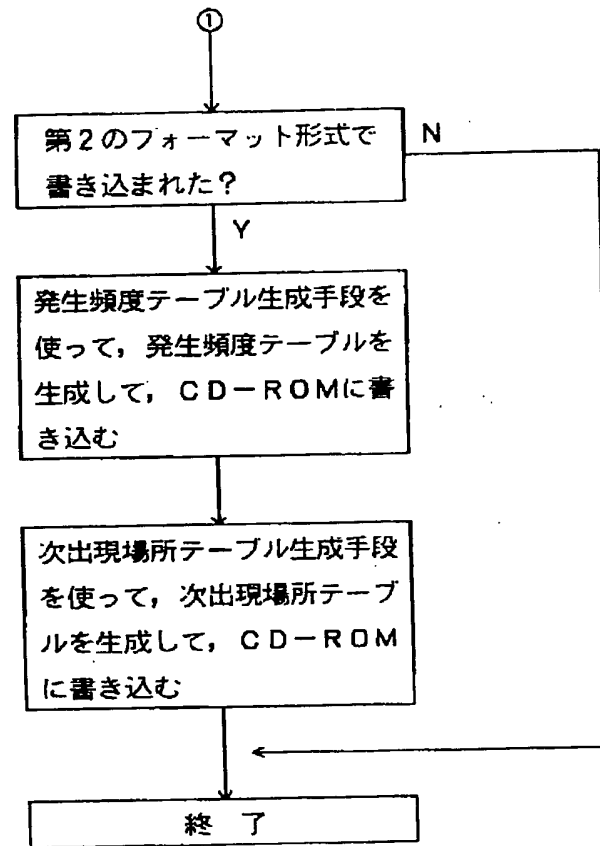 ①
第2のフォーマット形式で
書き込まれた?
N
Y
発生頻度テーブル生成手段を
使って,発生頻度テーブルを
生成して,CD-ROMに書
き込む
次出現場所テーブル生成手段
を使って,次出現場所テーブ
ルを生成して,CD-ROM
に書き込む
終 了